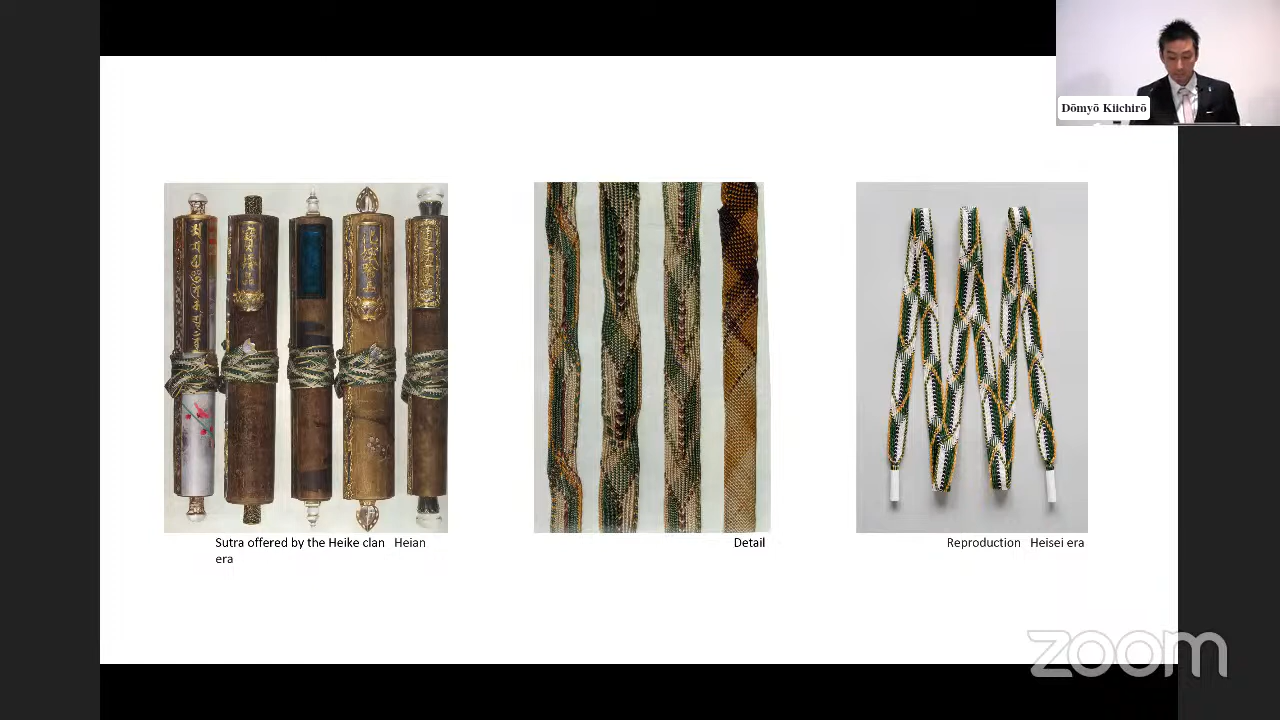 Dōmyō Kiichirō
Sutra offered by the Heike clan Heian
era
Detail
Reproduction Heisei era
zoom